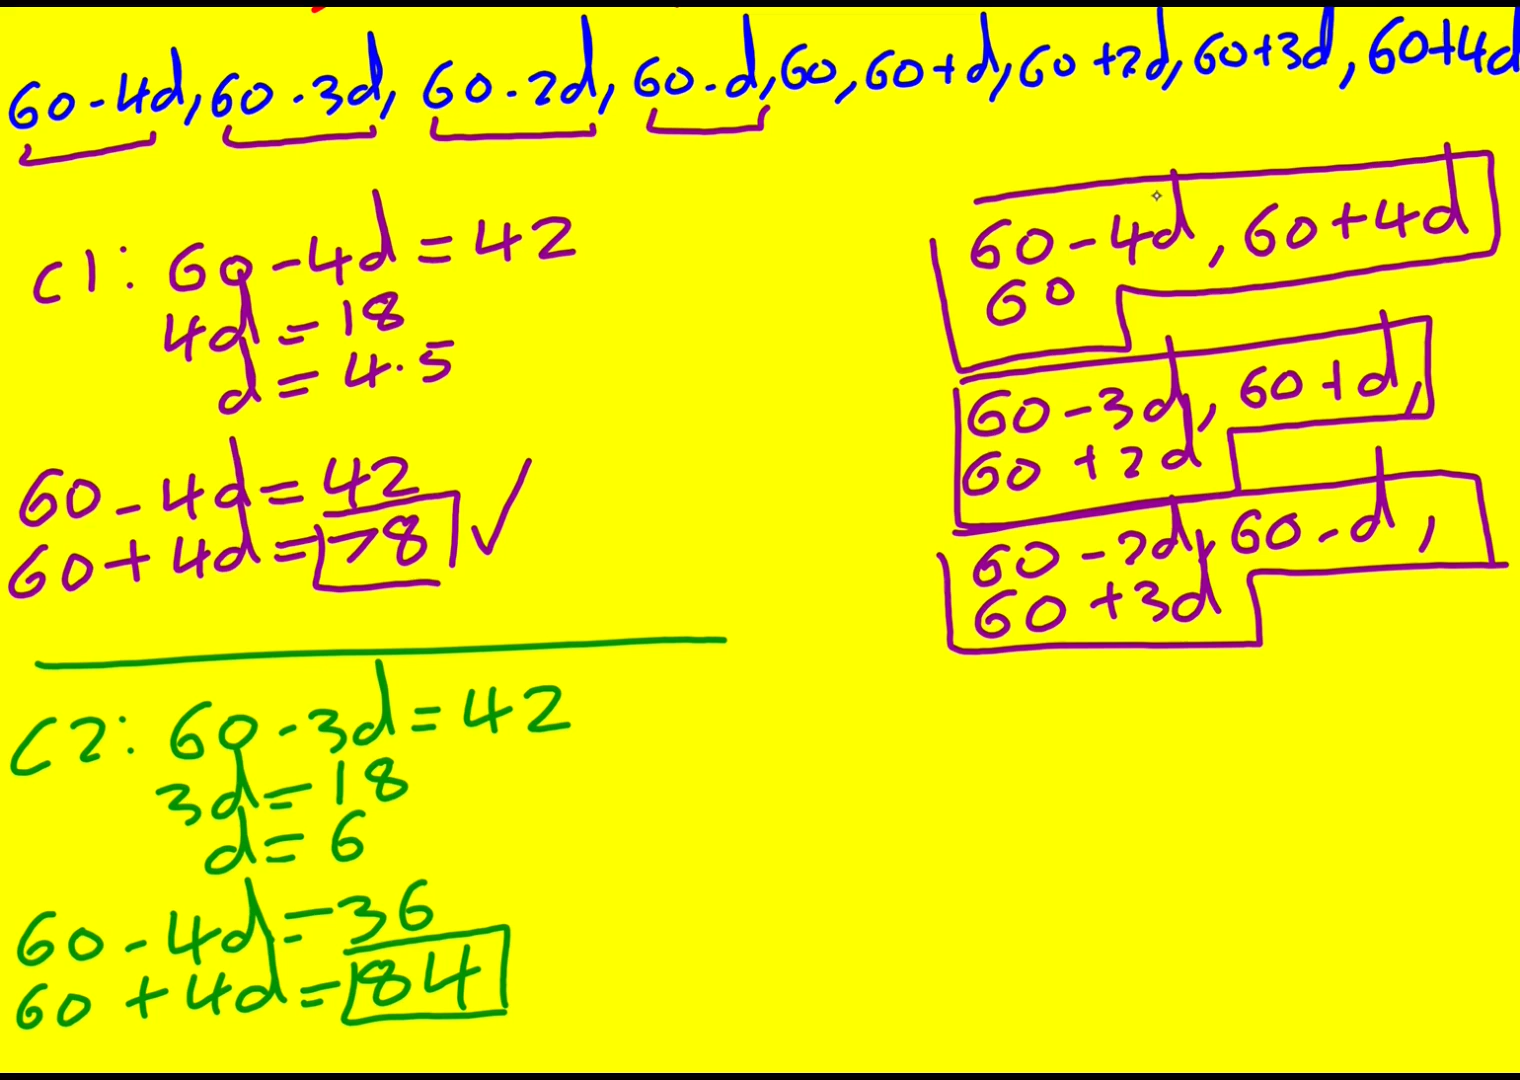 60-4d, 60-3d, 60-2d, 60-d, 60, 60+d, 60+2d, 60+3d, 60+4d
C1: 60-4d=42
4d=18
d=4.5
60-4d=42
60+4d=78 ✓
C2: 60-3d=42
3d=18
d=6
60-4d=36
60+4d=84
60-4d, 60+4d
60
60-3d, 60+d,
60+2d
60-2d, 60-d,
60+3d